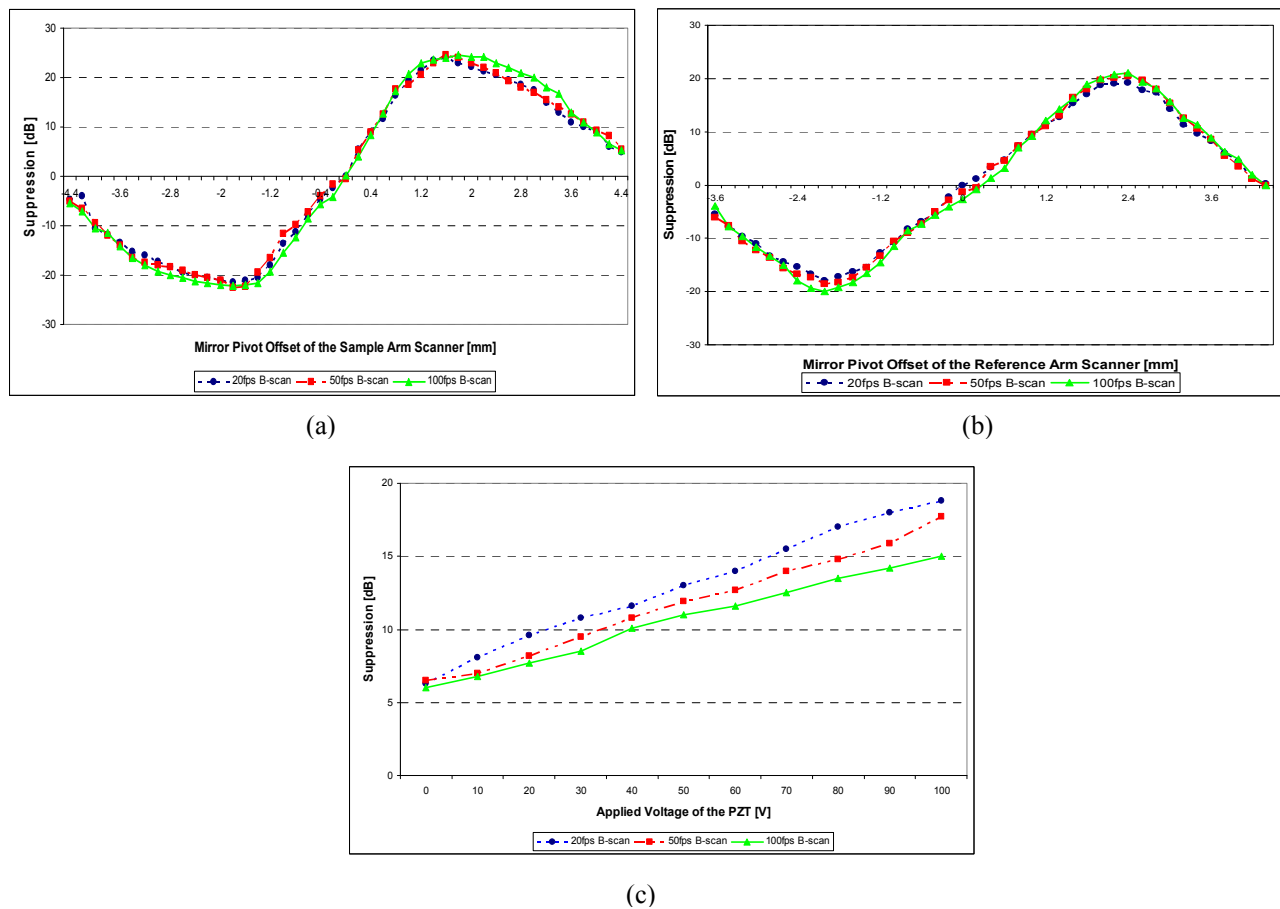 30
20
10
0
-10
-20
-30
Suppression [dB]
-4.4 -3.6 -2.8 -2 -1.2 -0.4 0.4 1.2 2 2.8 3.6 4.4
Mirror Pivot Offset of the Sample Arm Scanner [mm]
20fps B-scan 50fps B-scan 100fps B-scan
(a)
30
20
10
0
-10
-20
-30
Suppression [dB]
-3.6 -2.4 -1.2 0 1.2 2.4 3.6
Mirror Pivot Offset of the Reference Arm Scanner [mm]
20fps B-scan 50fps B-scan 100fps B-scan
(b)
20
15
10
5
0
Suppression [dB]
0 10 20 30 40 50 60 70 80 90 100
Applied Voltage of the PZT [V]
20fps B-scan 50fps B-scan 100fps B-scan
(c)